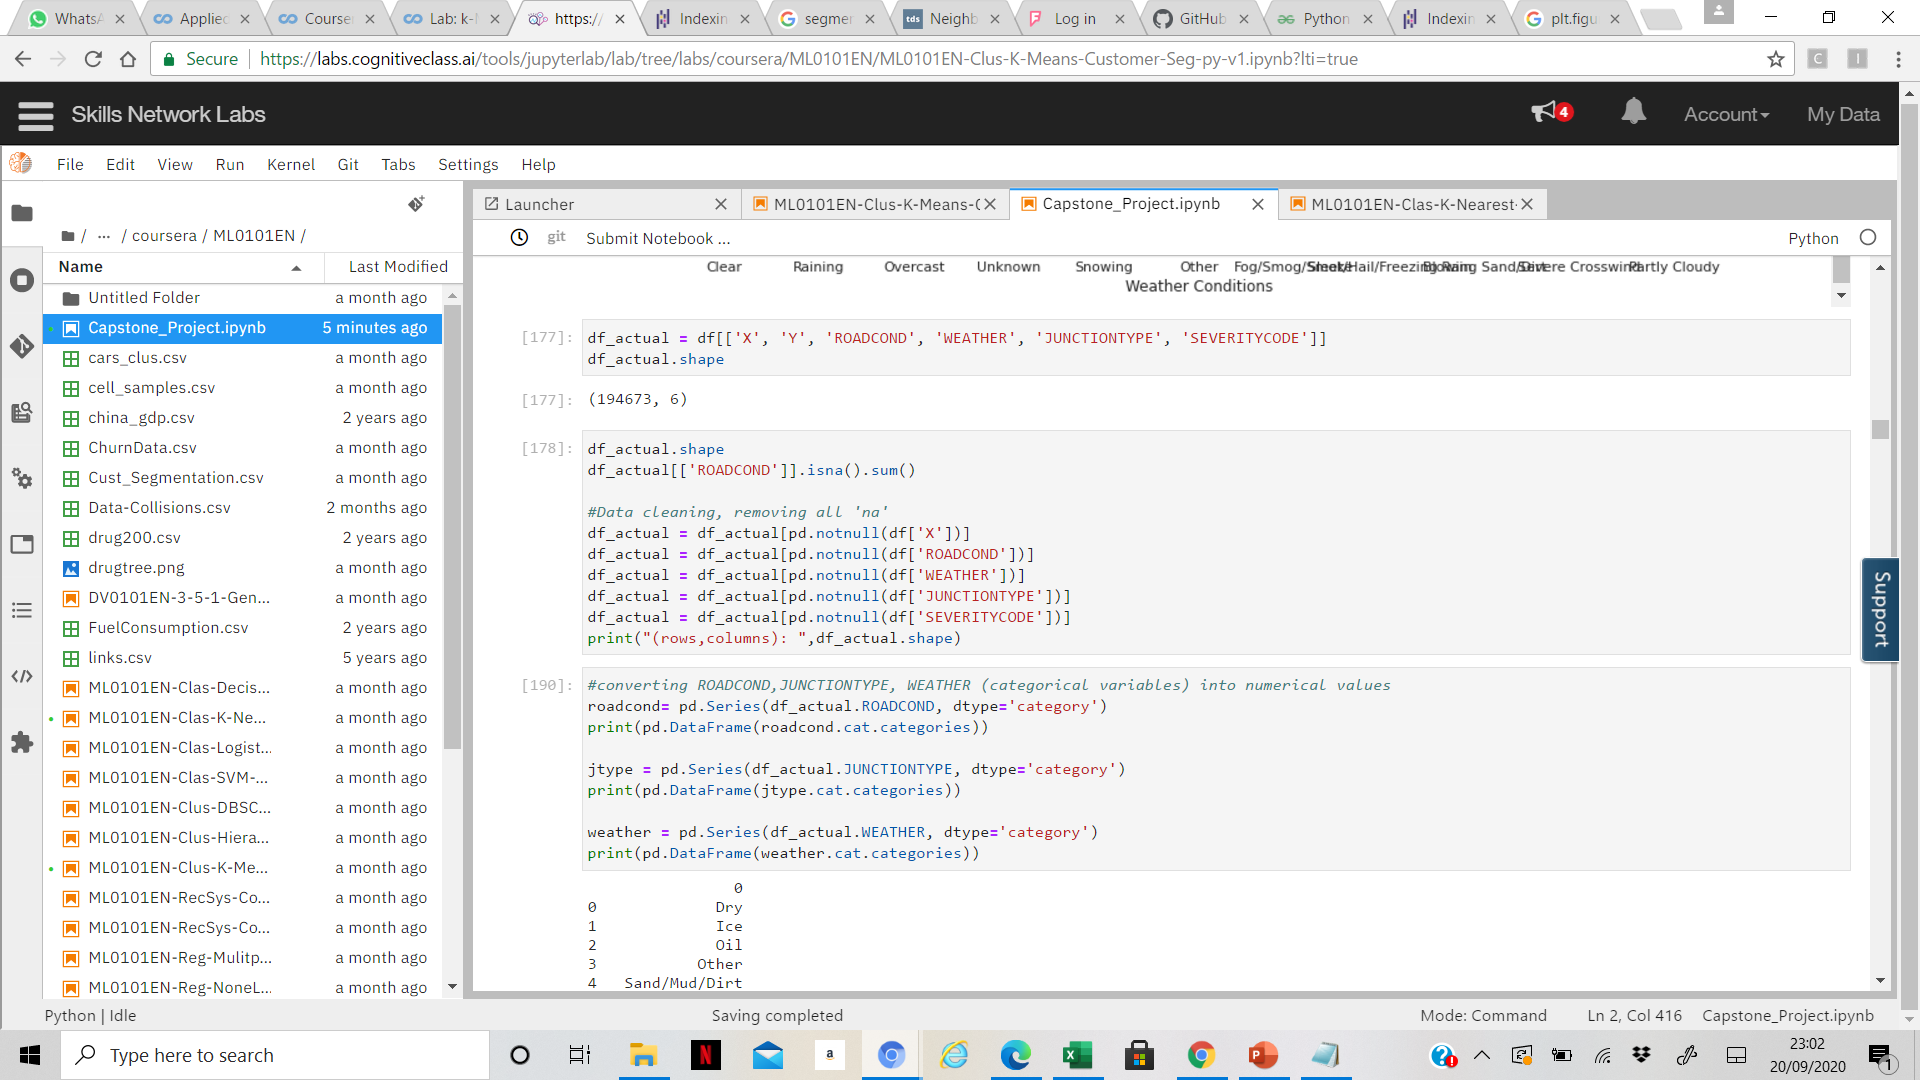 WhatsA
Applied
Course
Lab: k-
https:/
Indexin
segmen
Neighb
Log in
GitHub
Python
Indexin
plt.figu
Secure
https://labs.cognitiveclass.ai/tools/jupyterlab/lab/tree/labs/coursera/ML0101EN/ML0101EN-Clus-K-Means-Customer-Seg-py-v1.ipynb?lti=true
Skills Network Labs
4
Account
My Data
File Edit View Run Kernel Git Tabs Settings Help
/ ... / coursera / ML0101EN /
Name Last Modified
Untitled Folder a month ago
Capstone_Project.ipynb 5 minutes ago
cars_clus.csv a month ago
cell_samples.csv a month ago
china_gdp.csv 2 years ago
ChurnData.csv a month ago
Cust_Segmentation.csv a month ago
Data-Collisions.csv 2 months ago
drug200.csv 2 years ago
drugtree.png a month ago
DV0101EN-3-5-1-Gen... a month ago
FuelConsumption.csv 2 years ago
links.csv 5 years ago
ML0101EN-Clas-Decis... a month ago
ML0101EN-Clas-K-Ne... a month ago
ML0101EN-Clas-Logist... a month ago
ML0101EN-Clas-SVM-... a month ago
ML0101EN-Clus-DBSC... a month ago
ML0101EN-Clus-Hiera... a month ago
ML0101EN-Clus-K-Me... a month ago
ML0101EN-RecSys-Co... a month ago
ML0101EN-RecSys-Co... a month ago
ML0101EN-Reg-Mulitp... a month ago
ML0101EN-Reg-NoneL... a month ago
Launcher
ML0101EN-Clus-K-Means-
Capstone_Project.ipynb
ML0101EN-Clas-K-Nearest-
git Submit Notebook ...
Python
Clear Raining Overcast Unknown Snowing Other Fog/Smog/Smoke Sleet/Hail/Freezing Rain Blowing Sand/Dirt Severe Crosswind Partly Cloudy
Weather Conditions
[177]: df_actual = df[['X', 'Y', 'ROADCOND', 'WEATHER', 'JUNCTIONTYPE', 'SEVERITYCODE']]
df_actual.shape
[177]: (194673, 6)
[178]: df_actual.shape
df_actual[['ROADCOND']].isna().sum()
#Data cleaning, removing all 'na'
df_actual = df_actual[pd.notnull(df['X'])]
df_actual = df_actual[pd.notnull(df['ROADCOND'])]
df_actual = df_actual[pd.notnull(df['WEATHER'])]
df_actual = df_actual[pd.notnull(df['JUNCTIONTYPE'])]
df_actual = df_actual[pd.notnull(df['SEVERITYCODE'])]
print("(rows,columns): ",df_actual.shape)
[190]: #converting ROADCOND,JUNCTIONTYPE, WEATHER (categorical variables) into numerical values
roadcond= pd.Series(df_actual.ROADCOND, dtype='category')
print(pd.DataFrame(roadcond.cat.categories))
jtype = pd.Series(df_actual.JUNCTIONTYPE, dtype='category')
print(pd.DataFrame(jtype.cat.categories))
weather = pd.Series(df_actual.WEATHER, dtype='category')
print(pd.DataFrame(weather.cat.categories))
0
0 Dry
1 Ice
2 Oil
3 Other
4 Sand/Mud/Dirt
Support
Python | Idle
Saving completed
Mode: Command
Ln 2, Col 416
Capstone_Project.ipynb
Type here to search
23:02
20/09/2020
1